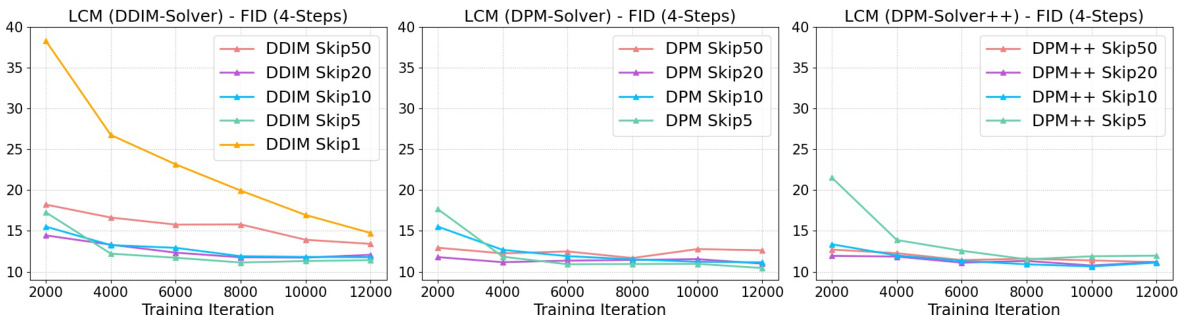 LCM (DDIM-Solver) - FID (4-Steps)
40
35
30
25
20
15
10
DDIM Skip50
DDIM Skip20
DDIM Skip10
DDIM Skip5
DDIM Skip1
2000 4000 6000 8000 10000 12000
Training Iteration
LCM (DPM-Solver) - FID (4-Steps)
40
35
30
25
20
15
10
DPM Skip50
DPM Skip20
DPM Skip10
DPM Skip5
2000 4000 6000 8000 10000 12000
Training Iteration
LCM (DPM-Solver++) - FID (4-Steps)
40
35
30
25
20
15
10
DPM++ Skip50
DPM++ Skip20
DPM++ Skip10
DPM++ Skip5
2000 4000 6000 8000 10000 12000
Training Iteration